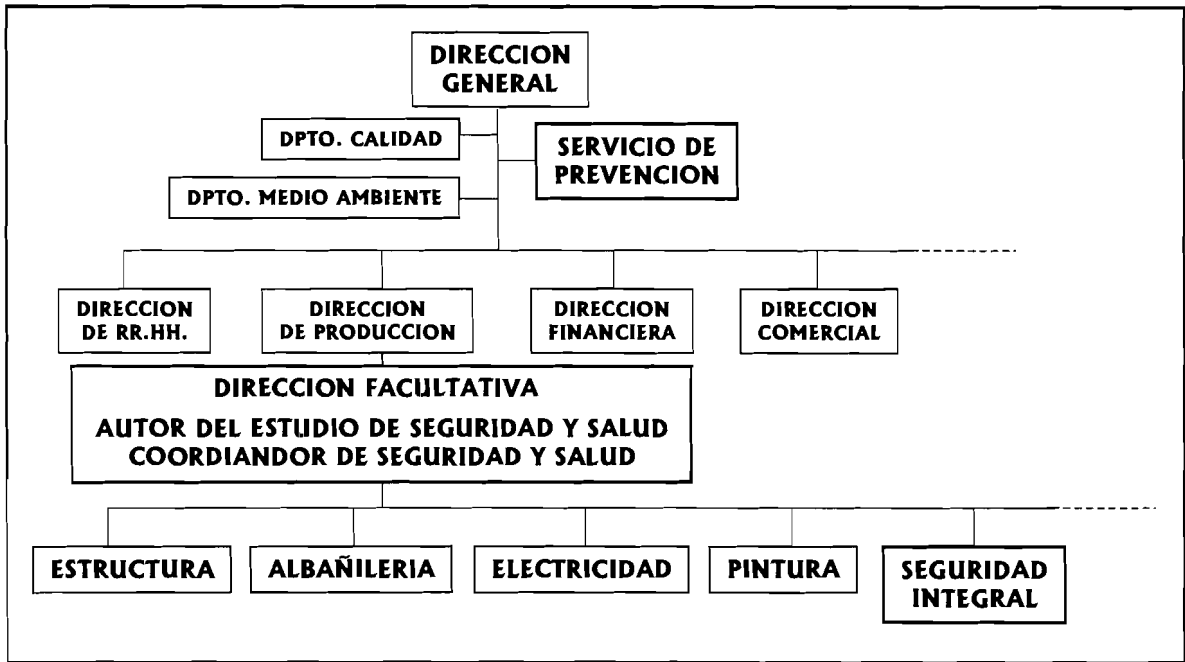 DIRECCION
GENERAL
DPTO. CALIDAD
SERVICIO DE
PREVENCION
DPTO. MEDIO AMBIENTE
DIRECCION
DE RR.HH.
DIRECCION
DE PRODUCCION
DIRECCION
FINANCIERA
DIRECCION
COMERCIAL
DIRECCION FACULTATIVA
AUTOR DEL ESTUDIO DE SEGURIDAD Y SALUD
COORDIANDOR DE SEGURIDAD Y SALUD
ESTRUCTURA
ALBAÑILERIA
ELECTRICIDAD
PINTURA
SEGURIDAD
INTEGRAL